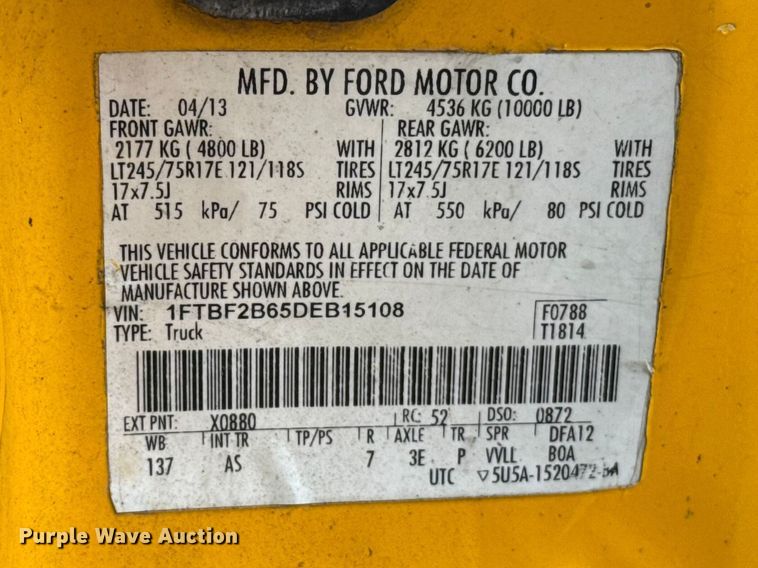 MFD. BY FORD MOTOR CO.
DATE: 04/13 GVWR: 4536 KG (10000 LB)
FRONT GAWR: REAR GAWR:
2177 KG ( 4800 LB) WITH 2812 KG ( 6200 LB) WITH
LT245/75R17E 121/118S TIRES LT245/75R17E 121/118S TIRES
17x7.5J RIMS 17x7.5J RIMS
AT 515 kPa/ 75 PSI COLD AT 550 kPa/ 80 PSI COLD
THIS VEHICLE CONFORMS TO ALL APPLICABLE FEDERAL MOTOR
VEHICLE SAFETY STANDARDS IN EFFECT ON THE DATE OF
MANUFACTURE SHOWN ABOVE.
VIN: 1FTBF2B65DEB15108 F0788
TYPE: Truck T1814
EXT PNT: X0880 RC: 52 DSO: 0872
WB INT TR TP/PS R AXLE TR SPR DFA12
137 AS 7 3E P VVLL BOA
UTC ▽5U5A-1520472-
Purple Wave Auction